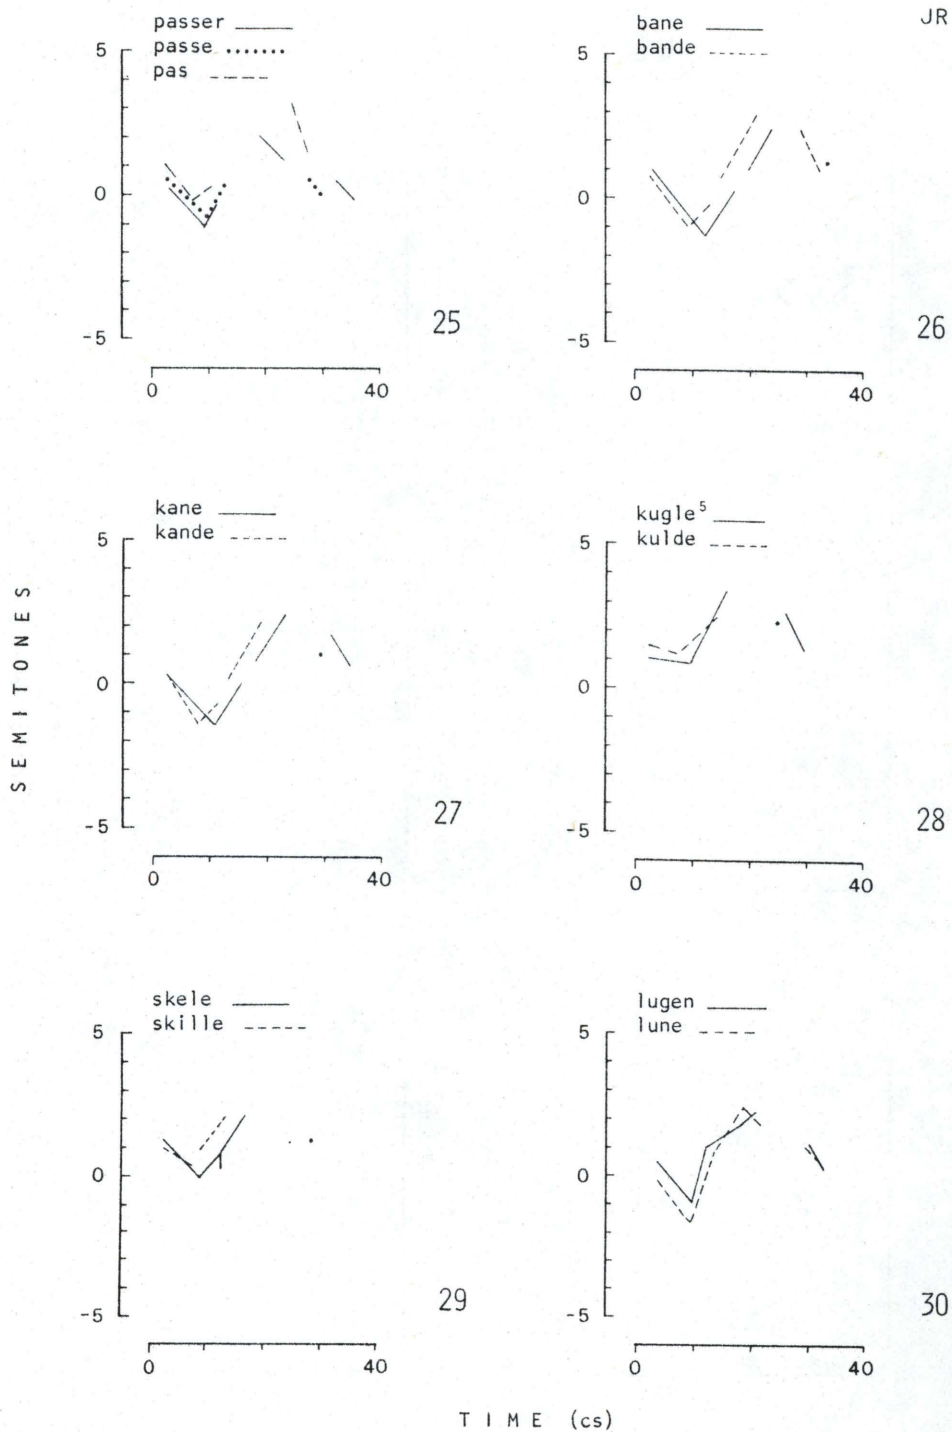 JR
passer
passe
pas
5
0
-5
0 40
25
bane
bande
5
0
-5
0 40
26
kane
kande
5
0
-5
0 40
27
kugle⁵
kulde
5
0
-5
0 40
28
skele
skille
5
0
-5
0 40
29
lugen
lune
5
0
-5
0 40
30
SEMITONES
TIME (cs)